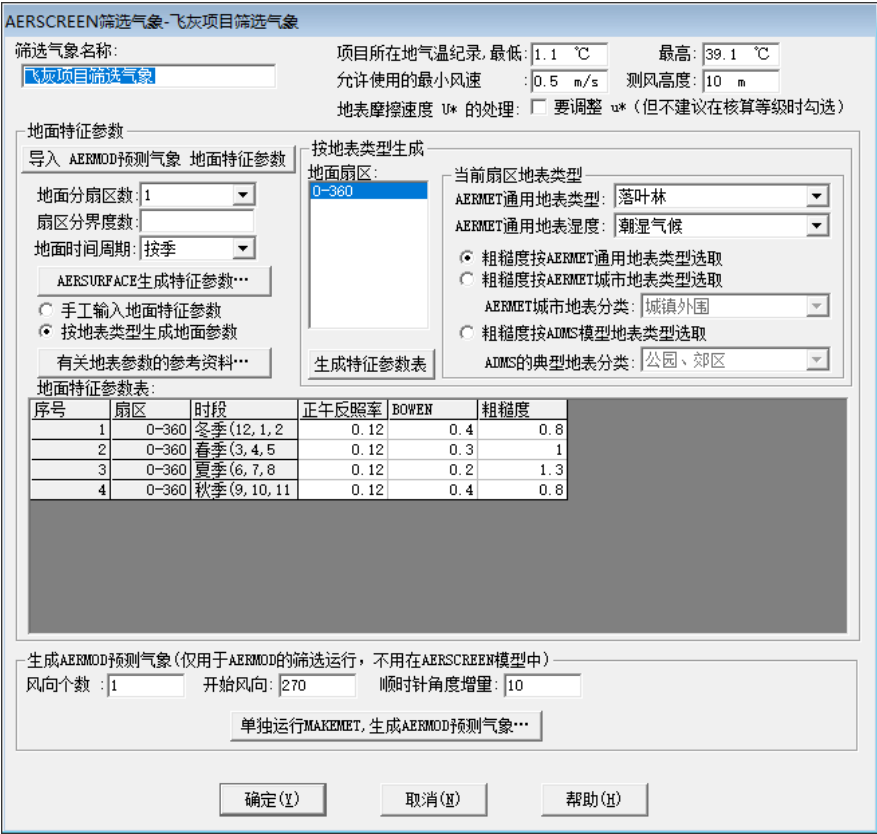 AERSCREEN筛选气象-飞灰项目筛选气象
筛选气象名称:
飞灰项目筛选气象
项目所在地气温纪录,最低: 1.1 ℃ 最高: 39.1 ℃
允许使用的最小风速 : 0.5 m/s 测风高度: 10 m
地表摩擦速度 U* 的处理: 要调整 u*(但不建议在核算等级时勾选)
地面特征参数
导入 AERMOD预测气象 地面特征参数
地面分扇区数: 1
扇区分界度数:
地面时间周期: 按季
AERSURFACE生成特征参数…
手工输入地面特征参数
按地表类型生成地面参数
有关地表参数的参考资料…
按地表类型生成
地面扇区:
0-360
生成特征参数表
当前扇区地表类型
AERMET通用地表类型: 落叶林
AERMET通用地表湿度: 潮湿气候
粗糙度按AERMET通用地表类型选取
粗糙度按AERMET城市地表类型选取
AERMET城市地表分类: 城镇外围
粗糙度按ADMS模型地表类型选取
ADMS的典型地表分类: 公园、郊区
地面特征参数表:
序号 扇区 时段 正午反照率 BOWEN 粗糙度
1 0-360 冬季(12,1,2 0.12 0.4 0.8
2 0-360 春季(3,4,5 0.12 0.3 1
3 0-360 夏季(6,7,8 0.12 0.2 1.3
4 0-360 秋季(9,10,11 0.12 0.4 0.8
生成AERMOD预测气象(仅用于AERMOD的筛选运行，不用在AERSCREEN模型中)
风向个数 : 1 开始风向: 270 顺时针角度增量: 10
单独运行MAKEMET,生成AERMOD预测气象…
确定(Y) 取消(N) 帮助(H)